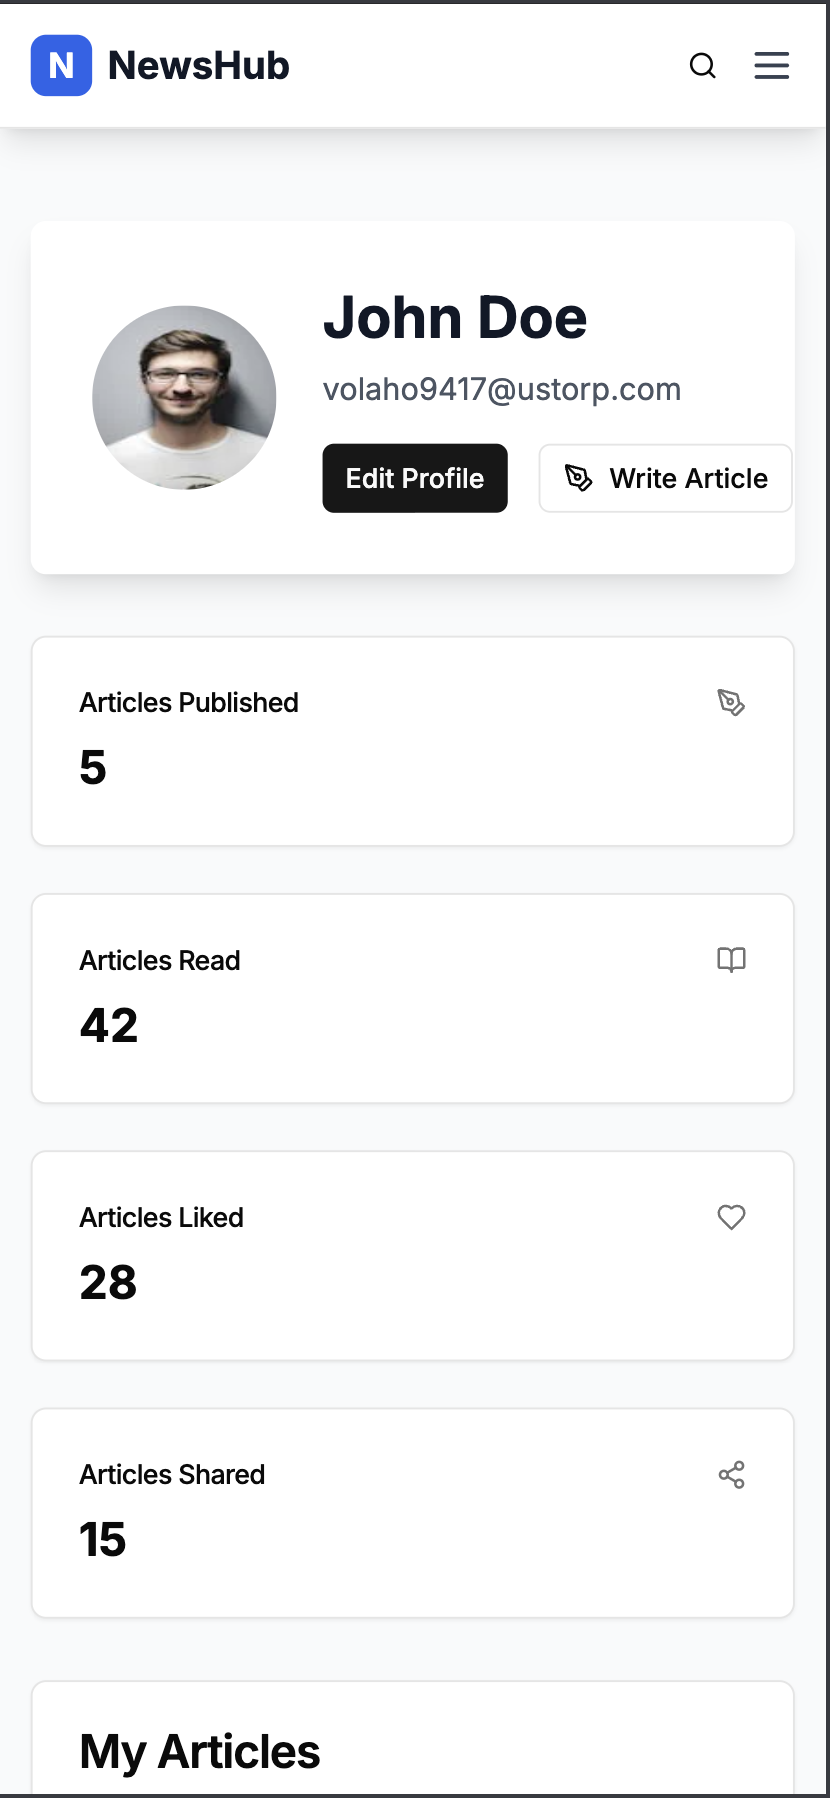 N NewsHub
John Doe
volaho9417@ustorp.com
Edit Profile Write Article
Articles Published
5
Articles Read
42
Articles Liked
28
Articles Shared
15
My Articles